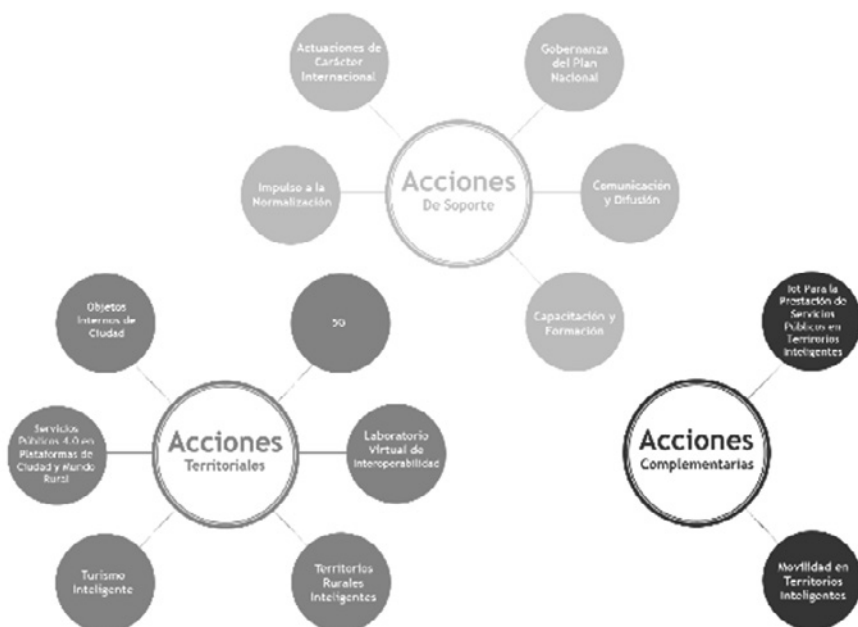 Actuaciones de
Carácter
Internacional
Gobernanza
del Plan
Nacional
Impulso a la
Normalización
Acciones
De Soporte
Comunicación
y Difusión
Capacitación y
Formación
Objetos
Internos de
Ciudad
5G
Servicios
Públicos 4.0 en
Plataformas de
Ciudad y Mundo
Rural
Acciones
Territoriales
Laboratorio
Virtual de
Interoperabilidad
Turismo
Inteligente
Territorios
Rurales
Inteligentes
Iot Para la
Prestación de
Servicios
Públicos en
Territorios
Inteligentes
Acciones
Complementarias
Movilidad en
Territorios
Inteligentes